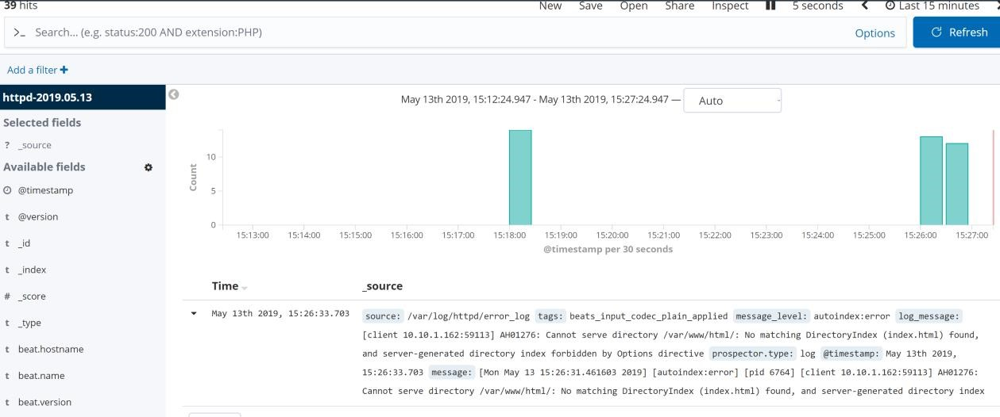 39 hits
New Save Open Share Inspect 5 seconds Last 15 minutes
>_ Search... (e.g. status:200 AND extension:PHP) Options Refresh
Add a filter +
httpd-2019.05.13
Selected fields
? _source
Available fields
@timestamp
t @version
t _id
t _index
# _score
t _type
t beat.hostname
t beat.name
t beat.version
May 13th 2019, 15:12:24.947 - May 13th 2019, 15:27:24.947 — Auto
Count
10
5
0
15:13:00 15:14:00 15:15:00 15:16:00 15:17:00 15:18:00 15:19:00 15:20:00 15:21:00 15:22:00 15:23:00 15:24:00 15:25:00 15:26:00 15:27:00
@timestamp per 30 seconds
Time _source
May 13th 2019, 15:26:33.703 source: /var/log/httpd/error_log tags: beats_input_codec_plain_applied message_level: autoindex:error log_message:
[client 10.10.1.162:59113] AH01276: Cannot serve directory /var/www/html/: No matching DirectoryIndex (index.html) found,
and server-generated directory index forbidden by Options directive prospector.type: log @timestamp: May 13th 2019,
15:26:33.703 message: [Mon May 13 15:26:31.461603 2019] [autoindex:error] [pid 6764] [client 10.10.1.162:59113] AH01276:
Cannot serve directory /var/www/html/: No matching DirectoryIndex (index.html) found, and server-generated directory index